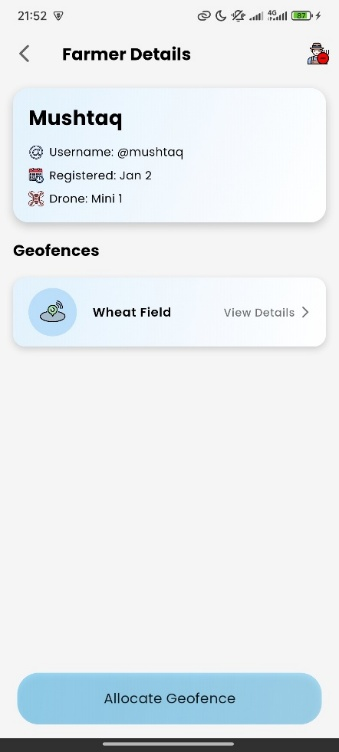 21:52
4G
87
Farmer Details
Mushtaq
Username: @mushtaq
Registered: Jan 2
Drone: Mini 1
Geofences
Wheat Field
View Details
Allocate Geofence